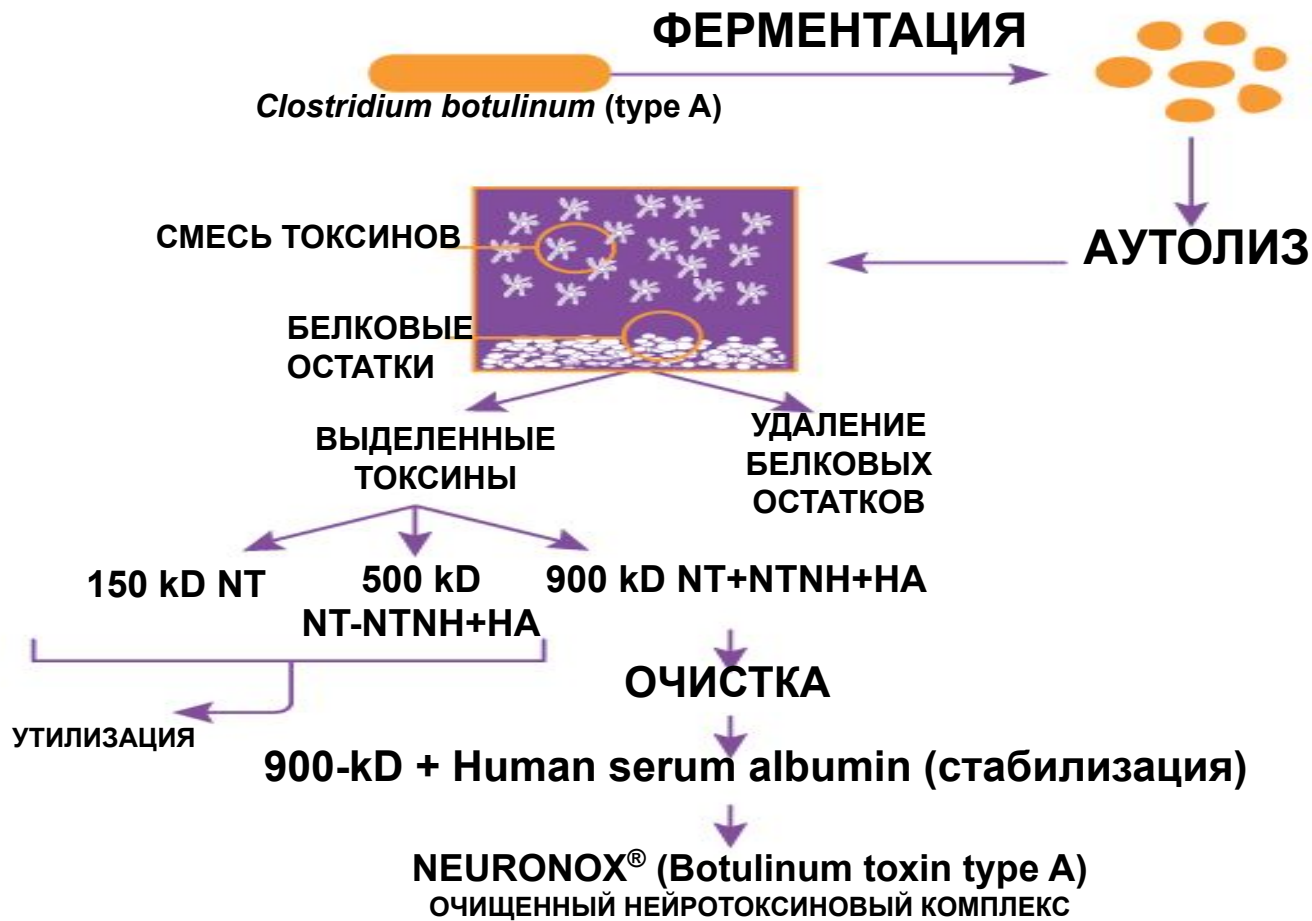 ФЕРМЕНТАЦИЯ
Clostridium botulinum (type A)
АУТОЛИЗ
СМЕСЬ ТОКСИНОВ
БЕЛКОВЫЕ
ОСТАТКИ
ВЫДЕЛЕННЫЕ
ТОКСИНЫ
УДАЛЕНИЕ
БЕЛКОВЫХ
ОСТАТКОВ
150 kD NT
500 kD
NT-NTNH+HA
900 kD NT+NTNH+HA
ОЧИСТКА
УТИЛИЗАЦИЯ
900-kD + Human serum albumin (стабилизация)
NEURONOX® (Botulinum toxin type A)
ОЧИЩЕННЫЙ НЕЙРОТОКСИНОВЫЙ КОМПЛЕКС